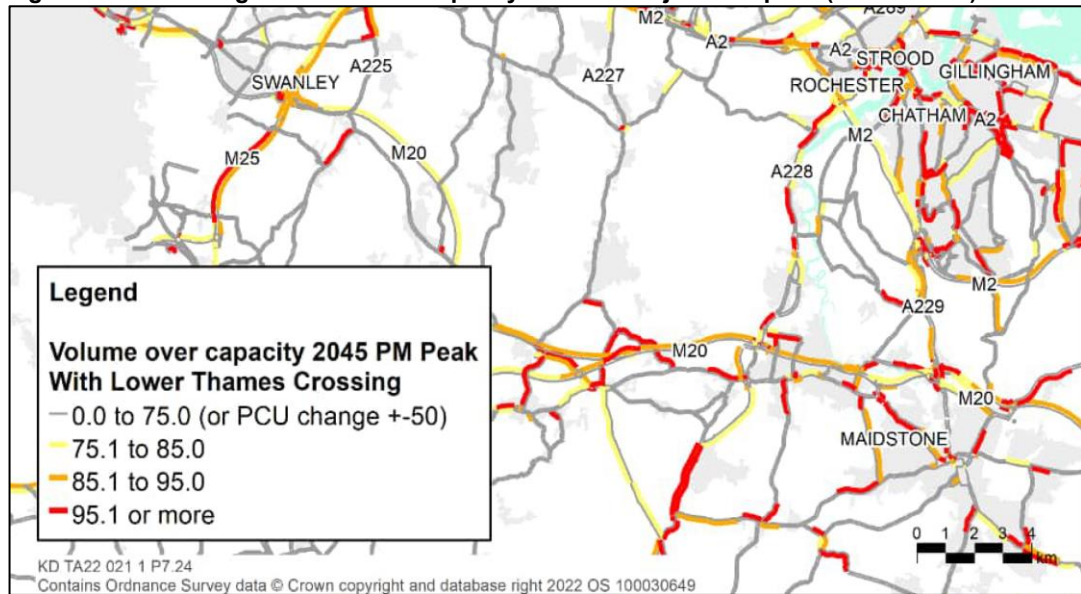 M2
A2
A2
A289
STROOD
GILLINGHAM
ROCHESTER
CHATHAM
A2
M2
SWANLEY
A225
A227
M25
M20
A228
M2
A229
M20
M20
MAIDSTONE
Legend
Volume over capacity 2045 PM Peak
With Lower Thames Crossing
0.0 to 75.0 (or PCU change +-50)
75.1 to 85.0
85.1 to 95.0
95.1 or more
0 1 2 3 4
km
KD TA22 021 1 P7.24
Contains Ordnance Survey data © Crown copyright and database right 2022 OS 100030649